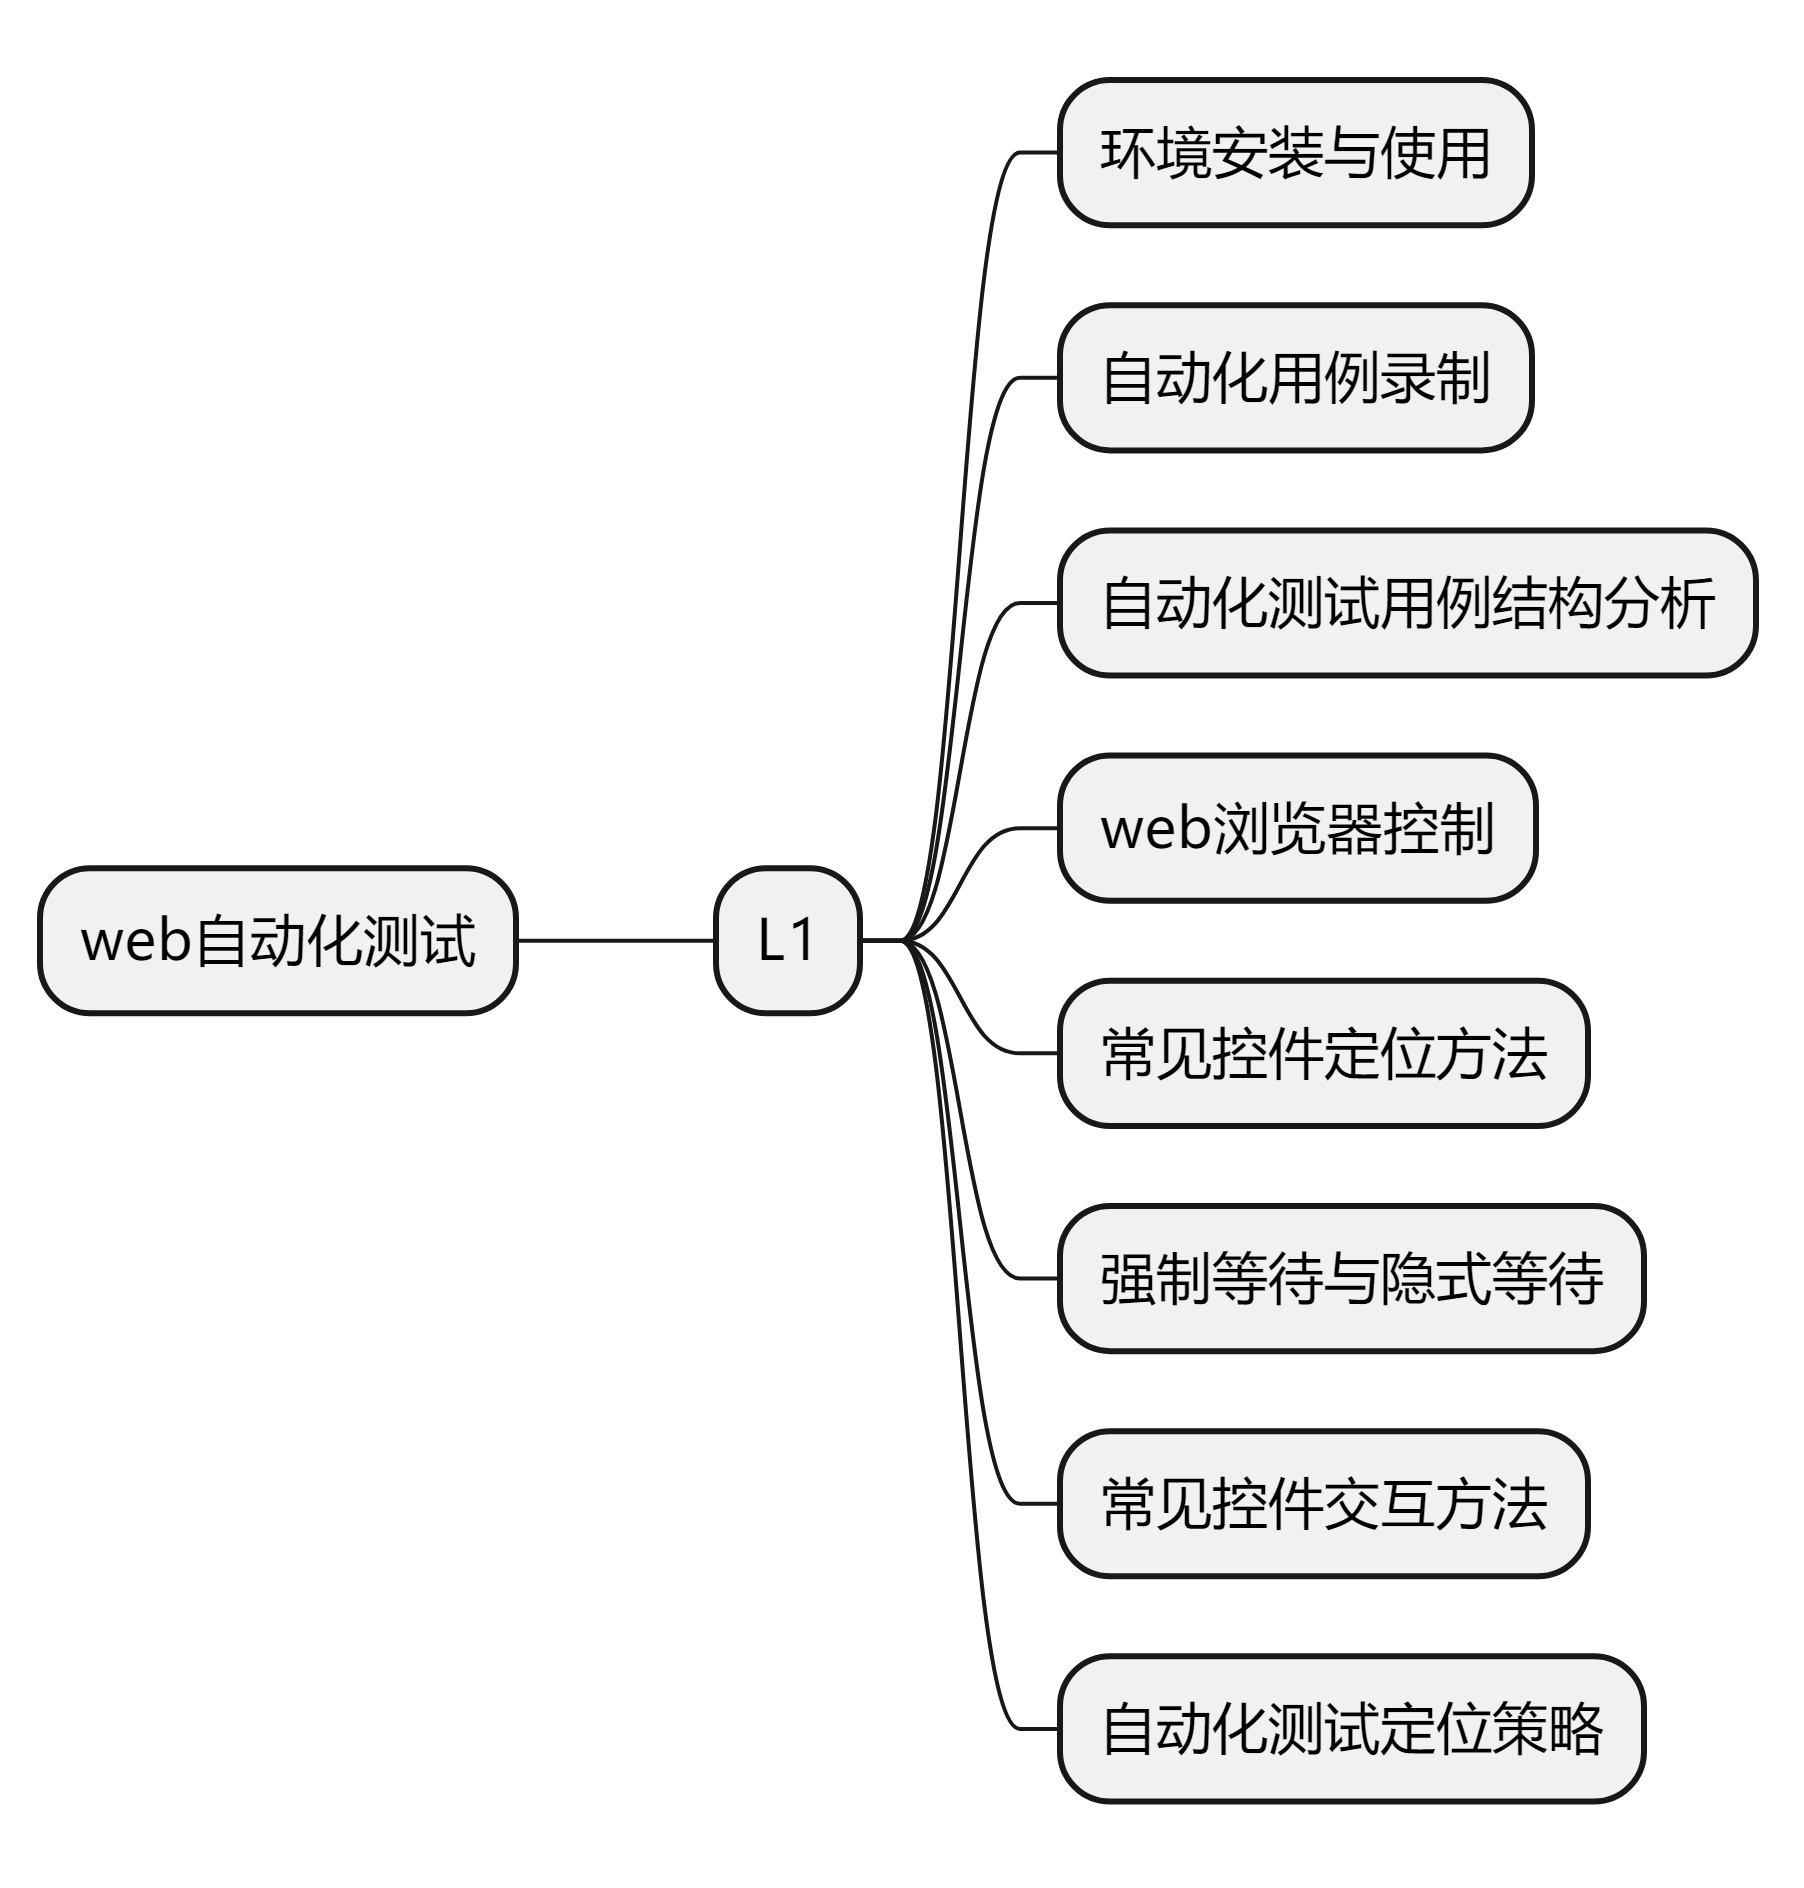 web自动化测试
L1
环境安装与使用
自动化用例录制
自动化测试用例结构分析
web浏览器控制
常见控件定位方法
强制等待与隐式等待
常见控件交互方法
自动化测试定位策略